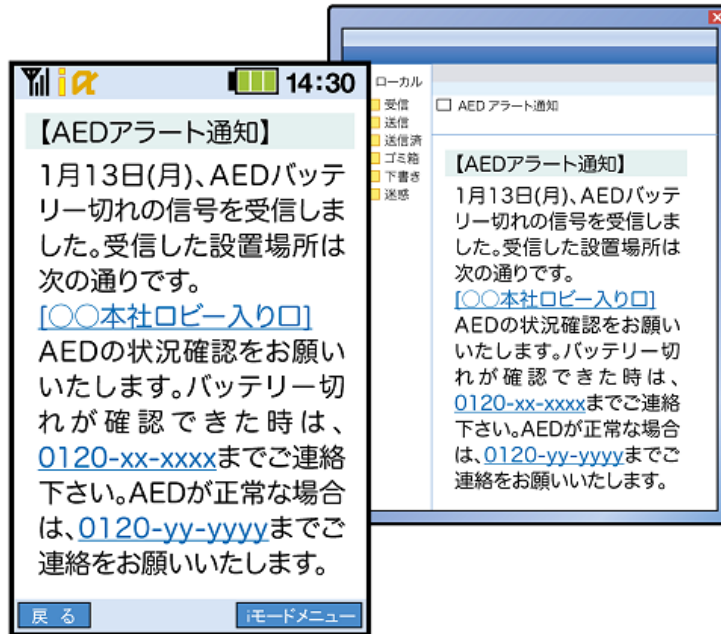 iα 14:30
【AEDアラート通知】
1月13日(月)、AEDバッテ
リー切れの信号を受信しま
した。受信した設置場所は
次の通りです。
[○○本社ロビー入り口]
AEDの状況確認をお願い
いたします。バッテリー切
れが確認できた時は、
0120-xx-xxxxまでご連絡
下さい。AEDが正常な場合
は、0120-yy-yyyyまでご
連絡をお願いいたします。
戻る iモードメニュー
ローカル
受信
送信
送信済
ゴミ箱
下書き
迷惑
AED アラート通知
【AEDアラート通知】
1月13日(月)、AEDバッテ
リー切れの信号を受信しま
した。受信した設置場所は
次の通りです。
[○○本社ロビー入り口]
AEDの状況確認をお願い
いたします。バッテリー切
れが確認できた時は、
0120-xx-xxxxまでご連絡
下さい。AEDが正常な場合
は、0120-yy-yyyyまでご
連絡をお願いいたします。